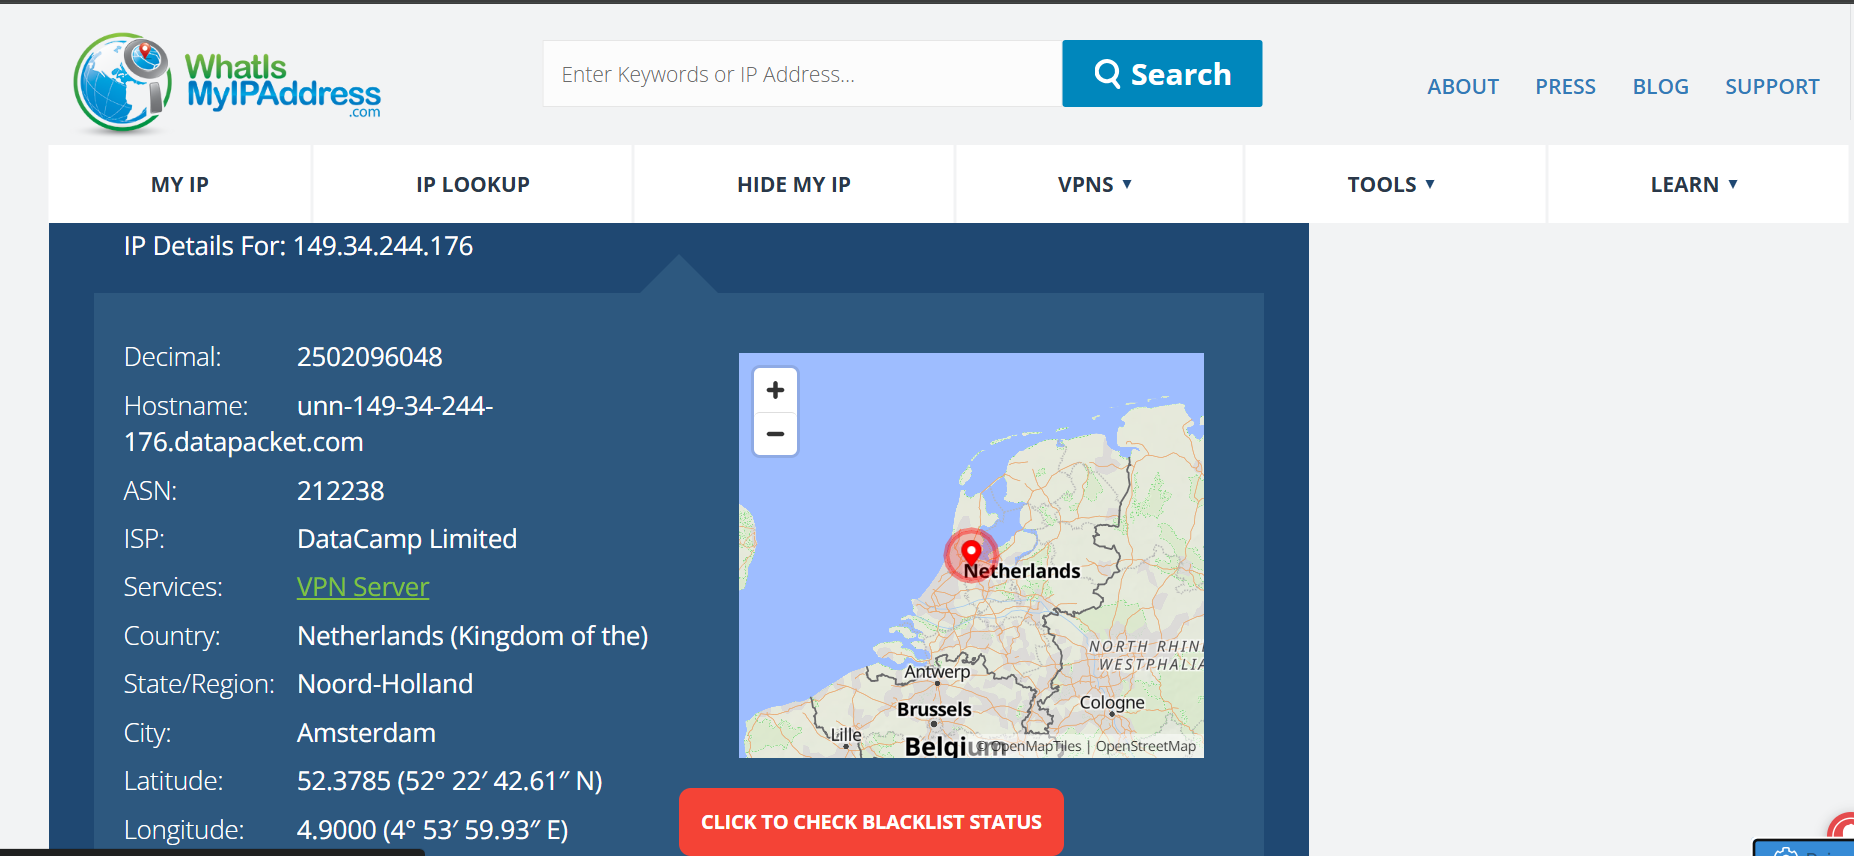 WhatIs
MyIPAddress
.com
Enter Keywords or IP Address...
Search
ABOUT
PRESS
BLOG
SUPPORT
MY IP
IP LOOKUP
HIDE MY IP
VPNS ▼
TOOLS ▼
LEARN ▼
IP Details For: 149.34.244.176
Decimal: 2502096048
Hostname: unn-149-34-244-
176.datapacket.com
ASN: 212238
ISP: DataCamp Limited
Services: VPN Server
Country: Netherlands (Kingdom of the)
State/Region: Noord-Holland
City: Amsterdam
Latitude: 52.3785 (52° 22′ 42.61″ N)
Longitude: 4.9000 (4° 53′ 59.93″ E)
+
−
Netherlands
NORTH RHIN
WESTPHALIA
Antwerp
Cologne
Brussels
Lille
Belgium
© OpenMapTiles | OpenStreetMap
CLICK TO CHECK BLACKLIST STATUS